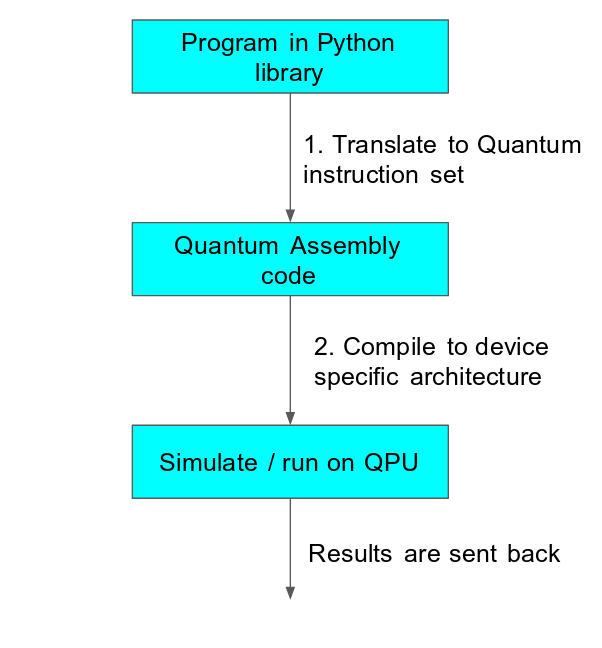 Program in Python
library
1. Translate to Quantum
instruction set
Quantum Assembly
code
2. Compile to device
specific architecture
Simulate / run on QPU
Results are sent back